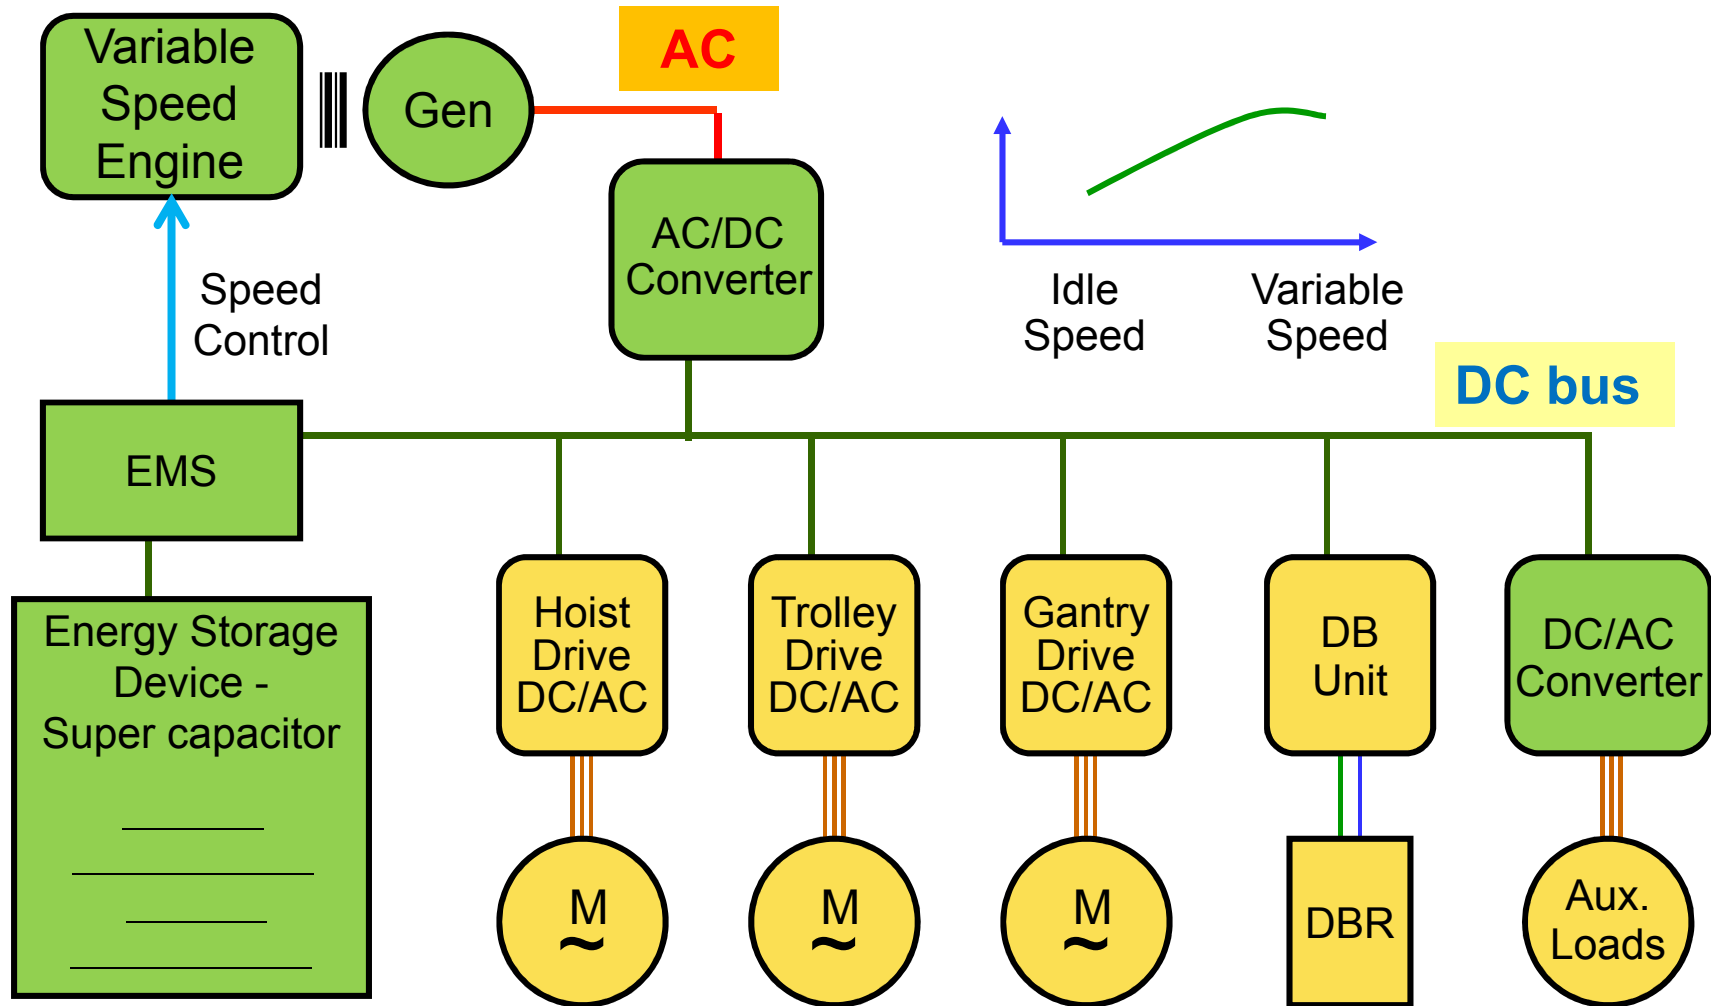 Variable
Speed
Engine
Gen
AC
AC/DC
Converter
Speed
Control
Idle
Speed
Variable
Speed
DC bus
EMS
Energy Storage
Device -
Super capacitor
Hoist
Drive
DC/AC
Trolley
Drive
DC/AC
Gantry
Drive
DC/AC
DB
Unit
DC/AC
Converter
M
~
M
~
M
~
DBR
Aux.
Loads